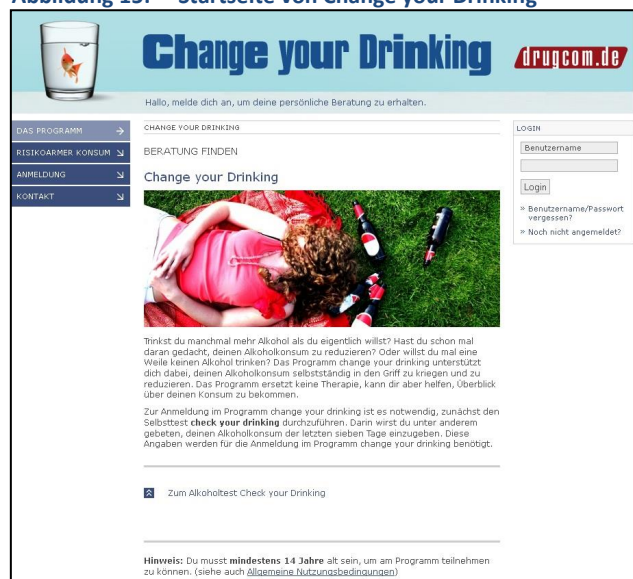 Abbildung 19: Startseite von Change your Drinking
Change your Drinking
drugcom.de
Hallo, melde dich an, um deine persönliche Beratung zu erhalten.
DAS PROGRAMM
RISIKOARMER KONSUM
ANMELDUNG
KONTAKT
CHANGE YOUR DRINKING
BERATUNG FINDEN
Change your Drinking
Trinkst du manchmal mehr Alkohol als du eigentlich willst? Hast du schon mal
daran gedacht, deinen Alkoholkonsum zu reduzieren? Oder willst du mal eine
Weile keinen Alkohol trinken? Das Programm change your drinking unterstützt
dich dabei, deinen Alkoholkonsum selbstständig in den Griff zu kriegen und zu
reduzieren. Das Programm ersetzt keine Therapie, kann dir aber helfen, Überblick
über deinen Konsum zu bekommen.
Zur Anmeldung im Programm change your drinking ist es notwendig, zunächst den
Selbsttest check your drinking durchzuführen. Darin wirst du unter anderem
gebeten, deinen Alkoholkonsum der letzten sieben Tage einzugeben. Diese
Angaben werden für die Anmeldung im Programm change your drinking benötigt.
Zum Alkoholtest Check your Drinking
Hinweis: Du musst mindestens 14 Jahre alt sein, um am Programm teilnehmen
zu können. (siehe auch Allgemeine Nutzungsbedingungen)
LOGIN
Benutzername
Login
» Benutzername/Passwort
vergessen?
» Noch nicht angemeldet?